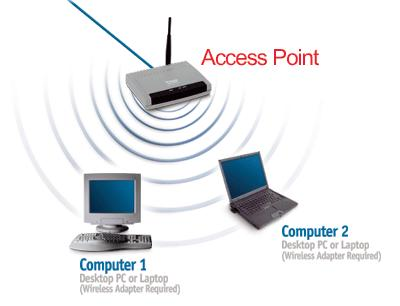 Access Point
Computer 1
Desktop PC or Laptop
(Wireless Adapter Required)
Computer 2
Desktop PC or Laptop
(Wireless Adapter Required)